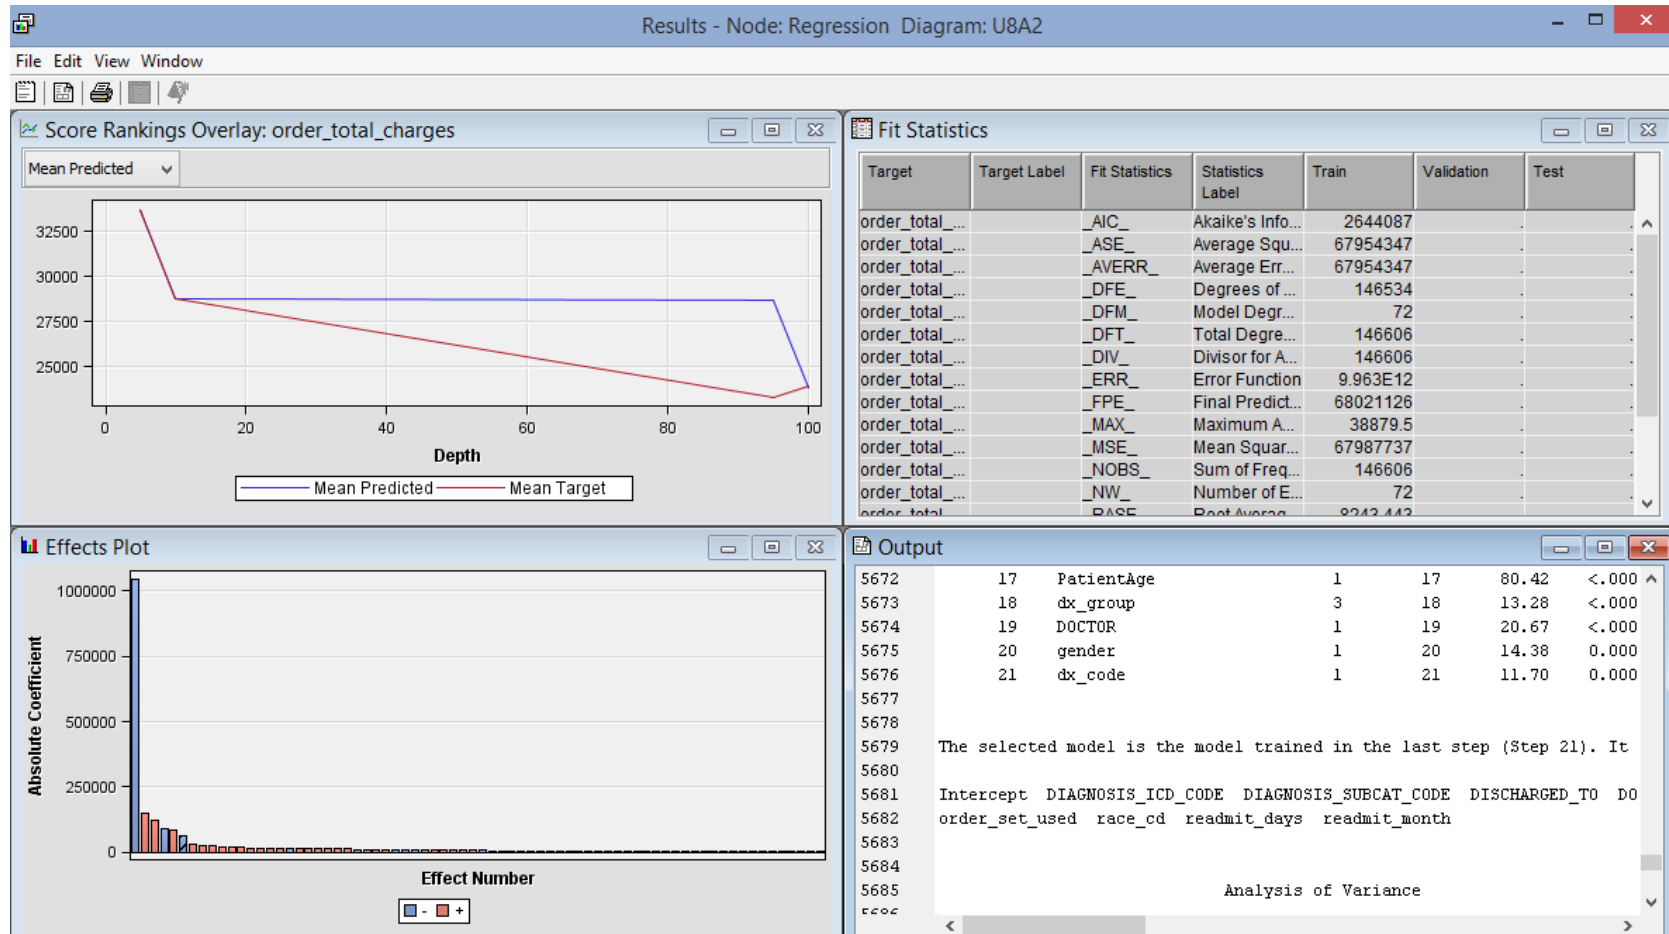 Results - Node: Regression Diagram: U8A2
File Edit View Window
Score Rankings Overlay: order_total_charges
Mean Predicted
32500
30000
27500
25000
0 20 40 60 80 100
Depth
Mean Predicted Mean Target
Fit Statistics
Target Target Label Fit Statistics Statistics Label Train Validation Test
order_total_... _AIC_ Akaike's Info... 2644087 . .
order_total_... _ASE_ Average Squ... 67954347 . .
order_total_... _AVERR_ Average Err... 67954347 . .
order_total_... _DFE_ Degrees of ... 146534 . .
order_total_... _DFM_ Model Degr... 72 . .
order_total_... _DFT_ Total Degre... 146606 . .
order_total_... _DIV_ Divisor for A... 146606 . .
order_total_... _ERR_ Error Function 9.963E12 . .
order_total_... _FPE_ Final Predict... 68021126 . .
order_total_... _MAX_ Maximum A... 38879.5 . .
order_total_... _MSE_ Mean Squar... 67987737 . .
order_total_... _NOBS_ Sum of Freq... 146606 . .
order_total_... _NW_ Number of E... 72 . .
order_total_... _RASE_ Root Averag... 8243.443
Effects Plot
1000000
750000
500000
250000
0
Absolute Coefficient
Effect Number
- +
Output
5672 17 PatientAge 1 17 80.42 <.000
5673 18 dx_group 3 18 13.28 <.000
5674 19 DOCTOR 1 19 20.67 <.000
5675 20 gender 1 20 14.38 0.000
5676 21 dx_code 1 21 11.70 0.000
5677
5678
5679 The selected model is the model trained in the last step (Step 21). It
5680
5681 Intercept DIAGNOSIS_ICD_CODE DIAGNOSIS_SUBCAT_CODE DISCHARGED_TO DO
5682 order_set_used race_cd readmit_days readmit_month
5683
5684
5685 Analysis of Variance
5686